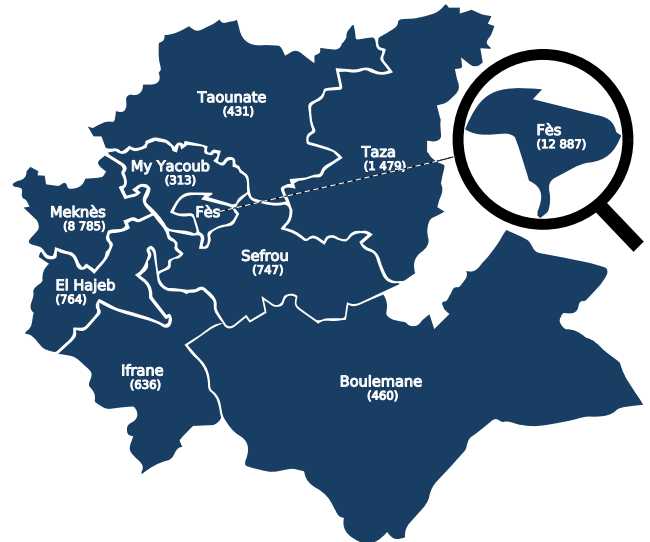 Taounate
(431)
Fès
(12 887)
Taza
(1 479)
My Yacoub
(313)
Meknès
(8 785)
Fès
Sefrou
(747)
El Hajeb
(764)
Ifrane
(636)
Boulemane
(460)